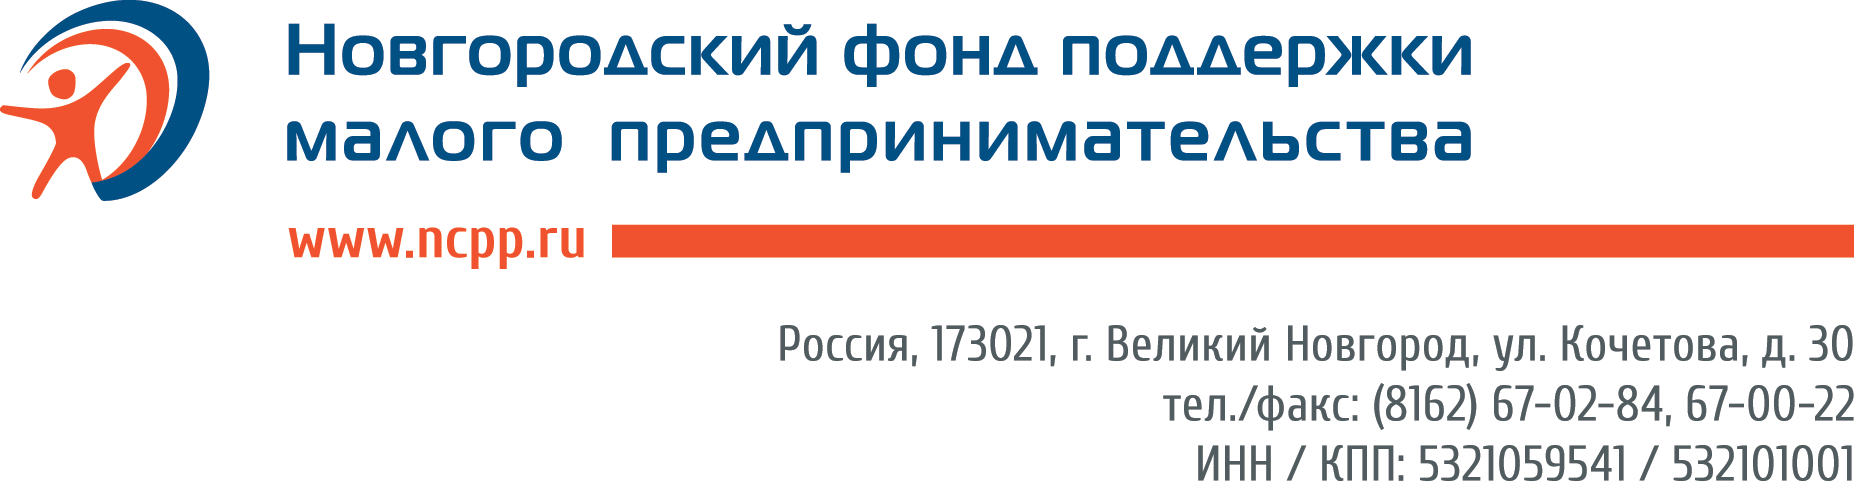 Новгородский фонд поддержки
малого предпринимательства
www.ncpp.ru
Россия, 173021, г. Великий Новгород, ул. Кочетова, д. 30
тел./факс: (8162) 67-02-84, 67-00-22
ИНН / КПП: 5321059541 / 532101001